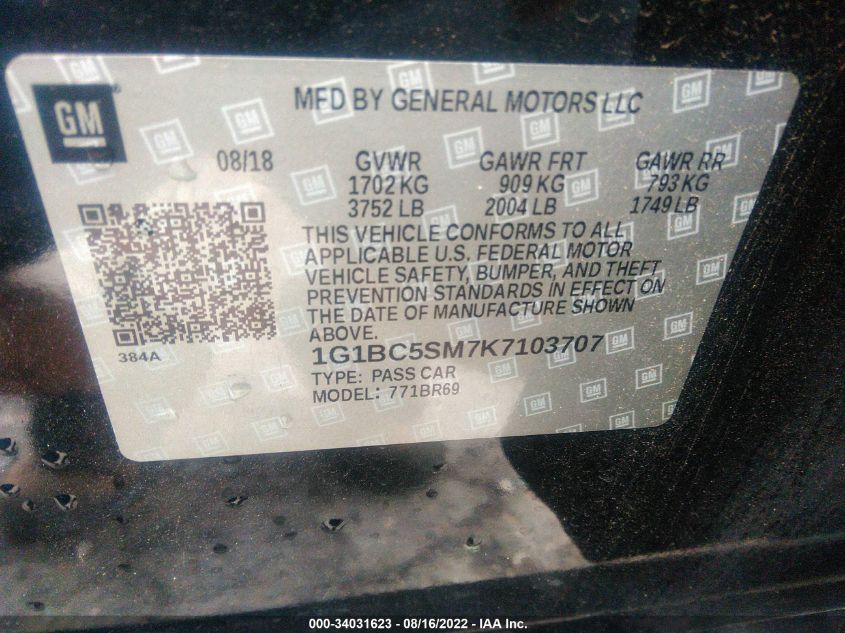 GM
MFD BY GENERAL MOTORS LLC
08/18 GVWR GAWR FRT GAWR RR
1702 KG 909 KG 793 KG
3752 LB 2004 LB 1749 LB
THIS VEHICLE CONFORMS TO ALL
APPLICABLE U.S. FEDERAL MOTOR
VEHICLE SAFETY, BUMPER, AND THEFT
PREVENTION STANDARDS IN EFFECT ON
THE DATE OF MANUFACTURE SHOWN
ABOVE.
384A
1G1BC5SM7K7103707
TYPE: PASS CAR
MODEL: 771BR69
000-34031623 - 08/16/2022 - IAA Inc.